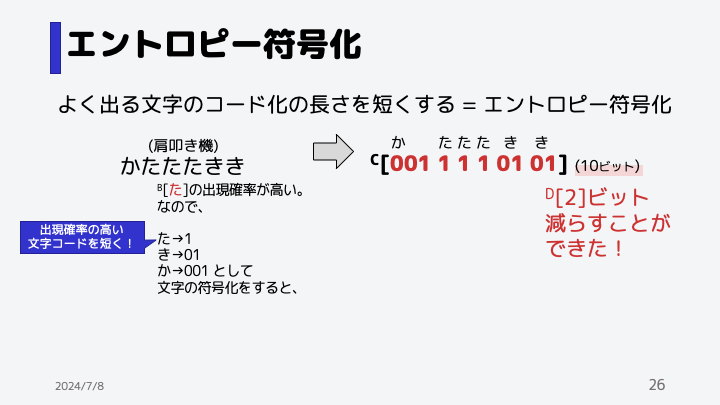 エントロピー符号化
よく出る文字のコード化の長さを短くする = エントロピー符号化
(肩叩き機)
かたたたきき
か たたた き き
C[001 1 1 1 01 01] (10ビット)
B[た]の出現確率が高い。
なので、
D[2]ビット
減らすことが
できた！
出現確率の高い
文字コードを短く！
た→1
き→01
か→001 として
文字の符号化をすると、
2024/7/8
26